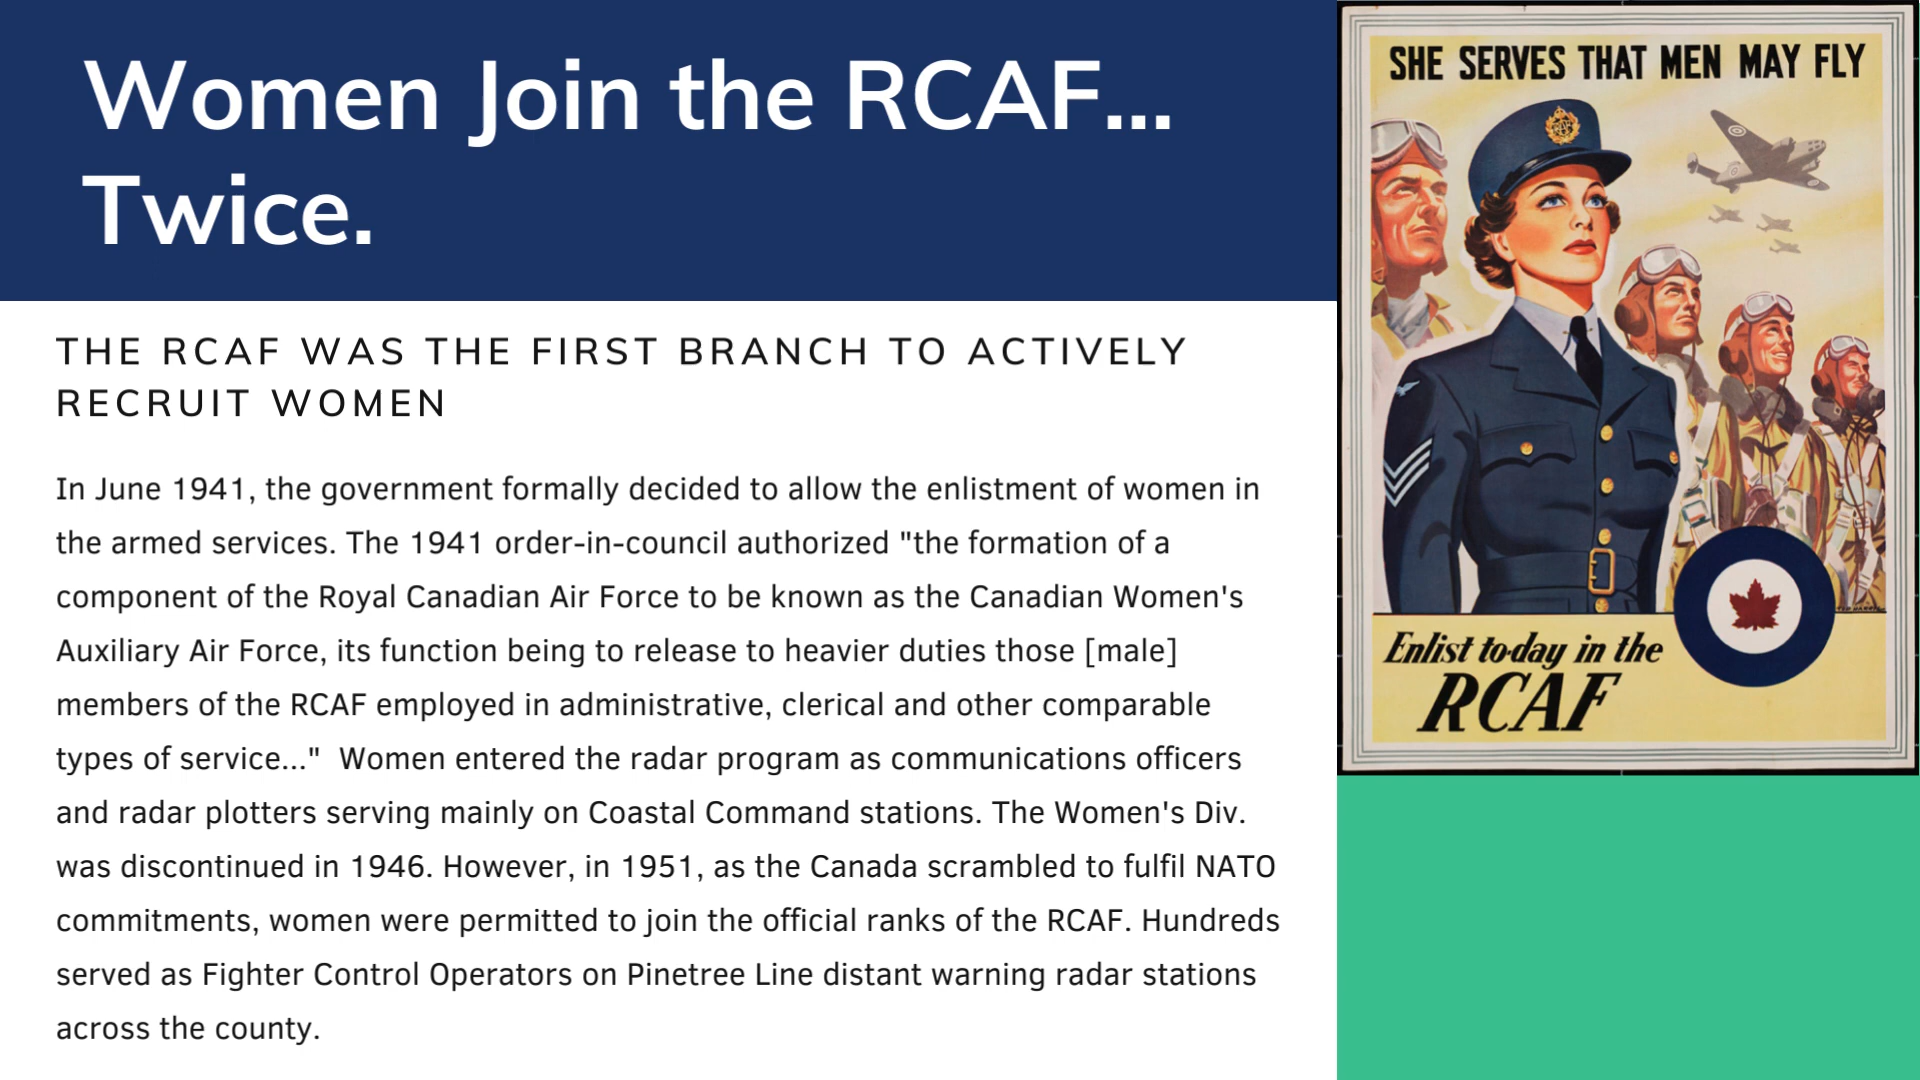 Women Join the RCAF...
Twice.
THE RCAF WAS THE FIRST BRANCH TO ACTIVELY
RECRUIT WOMEN
In June 1941, the government formally decided to allow the enlistment of women in
the armed services. The 1941 order-in-council authorized "the formation of a
component of the Royal Canadian Air Force to be known as the Canadian Women's
Auxiliary Air Force, its function being to release to heavier duties those [male]
members of the RCAF employed in administrative, clerical and other comparable
types of service..."  Women entered the radar program as communications officers
and radar plotters serving mainly on Coastal Command stations. The Women's Div.
was discontinued in 1946. However, in 1951, as the Canada scrambled to fulfil NATO
commitments, women were permitted to join the official ranks of the RCAF. Hundreds
served as Fighter Control Operators on Pinetree Line distant warning radar stations
across the county.
SHE SERVES THAT MEN MAY FLY
Enlist to-day in the
RCAF